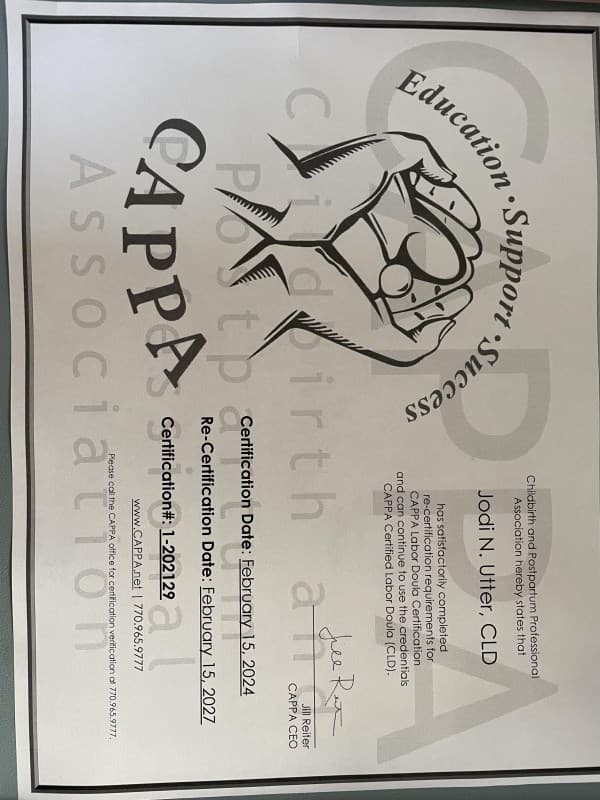 Education • Support • Success
CAPPA
Childbirth and Postpartum Professional
Association hereby states that
Jodi N. Utter, CLD
has satisfactorily completed
re-certification requirements for
CAPPA Labor Doula Certification
and can continue to use the credentials
CAPPA Certified Labor Doula (CLD).
Jill Reiter
Jill Reiter
CAPPA CEO
Certification Date: February 15, 2024
Re-Certification Date: February 15, 2027
Certification#: 1-202129
www.CAPPA.net | 770.965.9777
Please call the CAPPA office for certification verification at 770.965.9777.
CAPPA
Childbirth and
Postpartum
Professional
Association